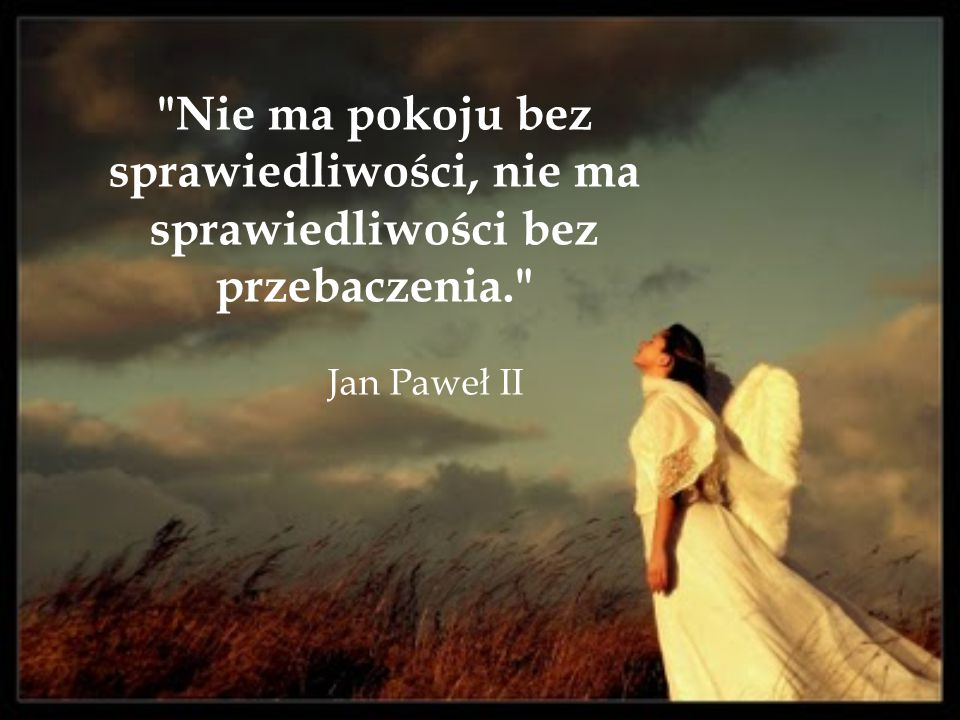 "Nie ma pokoju bez
sprawiedliwości, nie ma
sprawiedliwości bez
przebaczenia."
Jan Paweł II